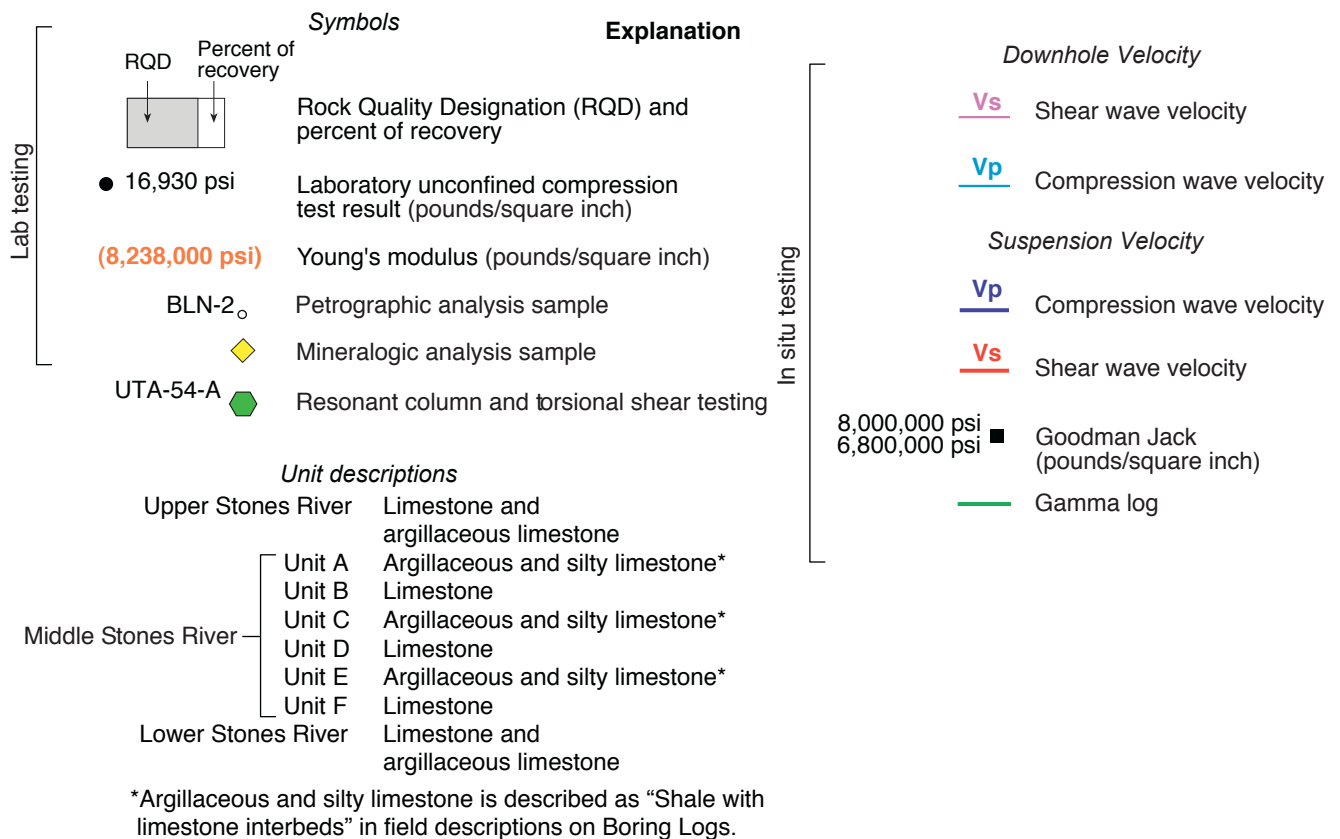 Explanation
Symbols
Lab testing
RQD
Percent of
recovery
Rock Quality Designation (RQD) and
percent of recovery
16,930 psi
Laboratory unconfined compression
test result (pounds/square inch)
(8,238,000 psi)
Young's modulus (pounds/square inch)
BLN-2
Petrographic analysis sample
Mineralogic analysis sample
UTA-54-A
Resonant column and torsional shear testing
In situ testing
Downhole Velocity
Vs
Shear wave velocity
Vp
Compression wave velocity
Suspension Velocity
Vp
Compression wave velocity
Vs
Shear wave velocity
8,000,000 psi
6,800,000 psi
Goodman Jack
(pounds/square inch)
Gamma log
Unit descriptions
Upper Stones River Limestone and
argillaceous limestone
Middle Stones River
Unit A Argillaceous and silty limestone*
Unit B Limestone
Unit C Argillaceous and silty limestone*
Unit D Limestone
Unit E Argillaceous and silty limestone*
Unit F Limestone
Lower Stones River Limestone and
argillaceous limestone
*Argillaceous and silty limestone is described as “Shale with
limestone interbeds” in field descriptions on Boring Logs.